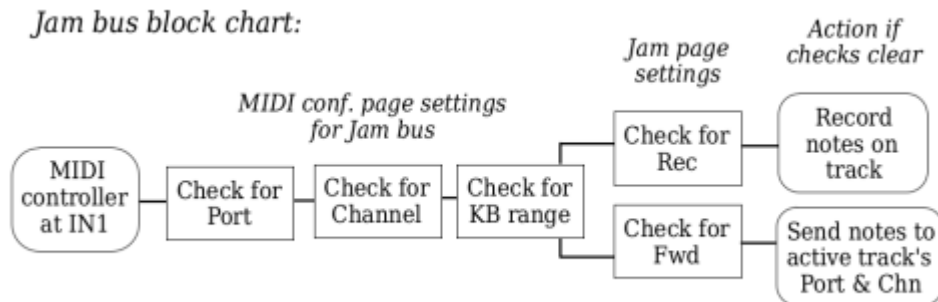 Jam bus block chart:
Action if
checks clear
Jam page
settings
MIDI conf. page settings
for Jam bus
MIDI
controller
at IN1
Check for
Port
Check for
Channel
Check for
KB range
Check for
Rec
Record
notes on
track
Check for
Fwd
Send notes to
active track's
Port & Chn